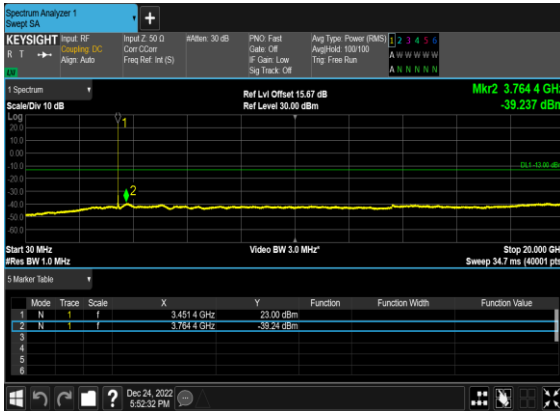 Spectrum Analyzer 1
Swept SA
+
KEYSIGHT Input: RF Input Z: 50 Ω #Atten: 30 dB PNO: Fast Avg Type: Power (RMS) 1 2 3 4 5 6
R T Coupling: DC Corr CCorr Gate: Off Avg|Hold: 100/100 A W W W W W
Align: Auto Freq Ref: Int (S) IF Gain: Low Trig: Free Run
LXI Sig Track: Off A N N N N N
1 Spectrum Ref Lvl Offset 15.67 dB Mkr2 3.764 4 GHz
Scale/Div 10 dB Ref Level 30.00 dBm -39.237 dBm
Log
20.0
10.0
0.00
-10.0
-20.0
-30.0
-40.0
-50.0
-60.0
1
2
DL1 -13.00 dBm
Start 30 MHz Video BW 3.0 MHz* Stop 20.000 GHz
#Res BW 1.0 MHz Sweep 34.7 ms (40001 pts)
5 Marker Table
Mode Trace Scale X Y Function Function Width Function Value
1 N 1 f 3.451 4 GHz 23.00 dBm
2 N 1 f 3.764 4 GHz -39.24 dBm
3
4
5
6
? Dec 24, 2022
5:52:32 PM